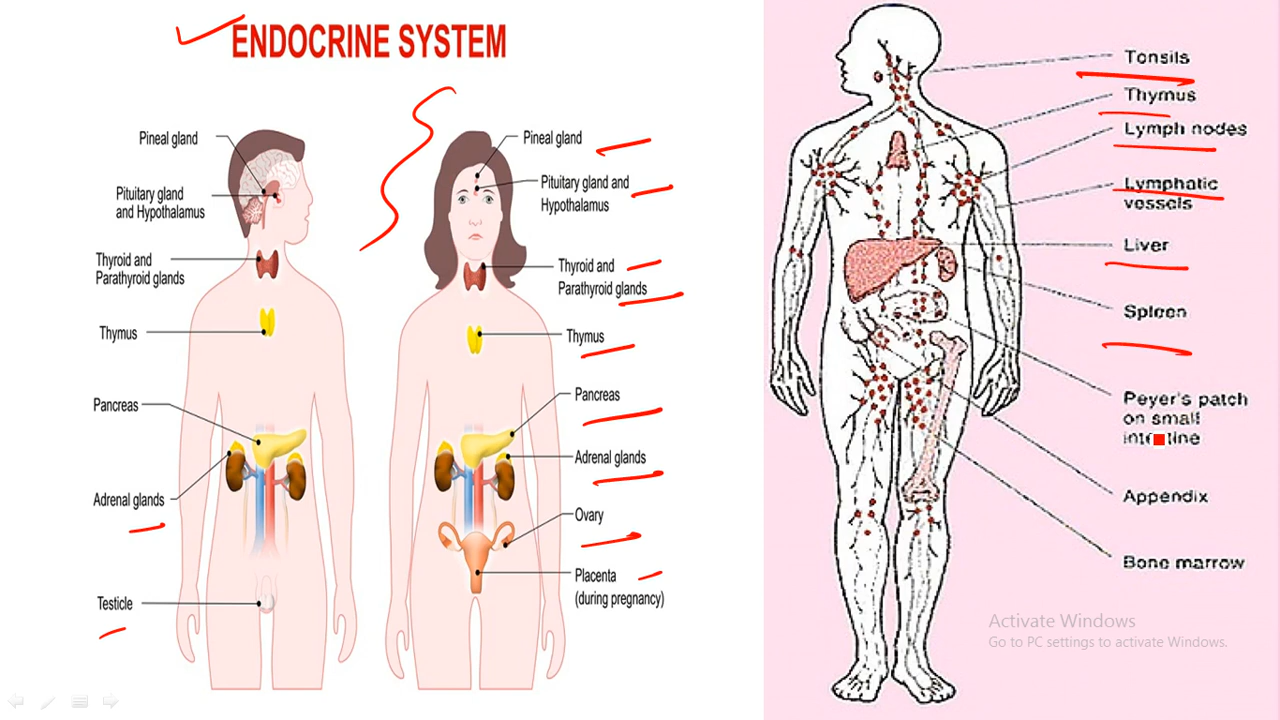 ENDOCRINE SYSTEM
Pineal gland
Pituitary gland
and Hypothalamus
Thyroid and
Parathyroid glands
Thymus
Pancreas
Adrenal glands
Testicle
Pineal gland
Pituitary gland and
Hypothalamus
Thyroid and
Parathyroid glands
Thymus
Pancreas
Adrenal glands
Ovary
Placenta
(during pregnancy)
Tonsils
Thymus
Lymph nodes
Lymphatic
vessels
Liver
Spleen
Peyer's patch
on small
intestine
Appendix
Bone marrow
Activate Windows
Go to PC settings to activate Windows.